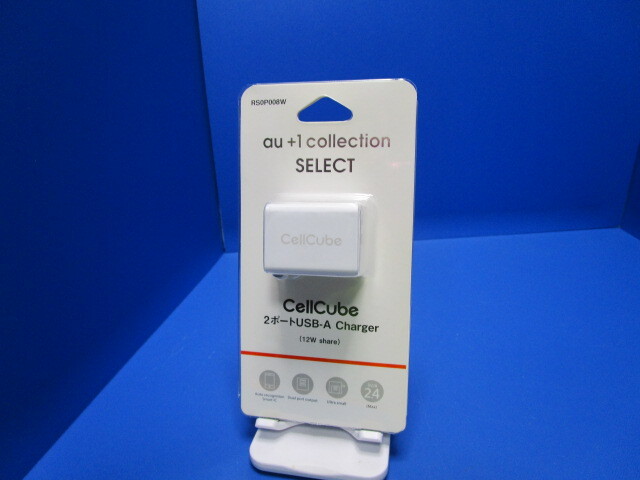 RS0P008W
au +1 collection
SELECT
CellCube
CellCube
2ポートUSB-A Charger
(12W share)
24